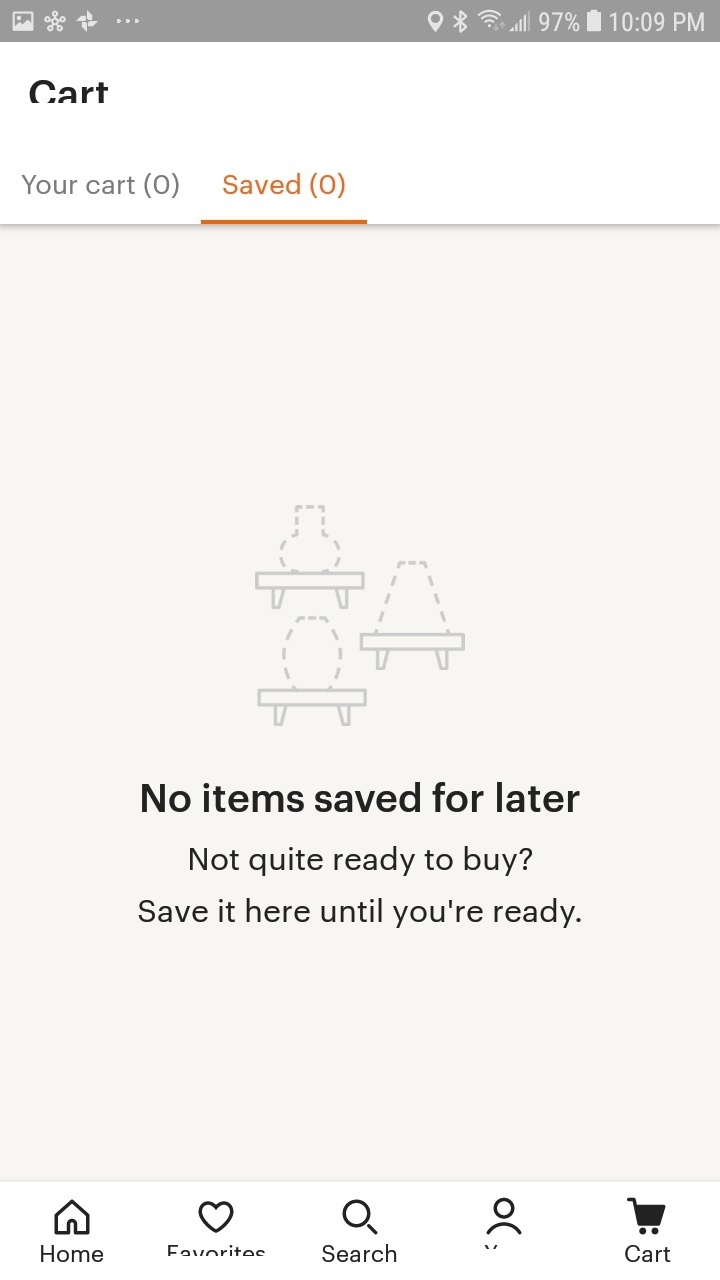 97% 10:09 PM
Cart
Your cart (0) Saved (0)
No items saved for later
Not quite ready to buy?
Save it here until you're ready.
Home Favorites Search Cart